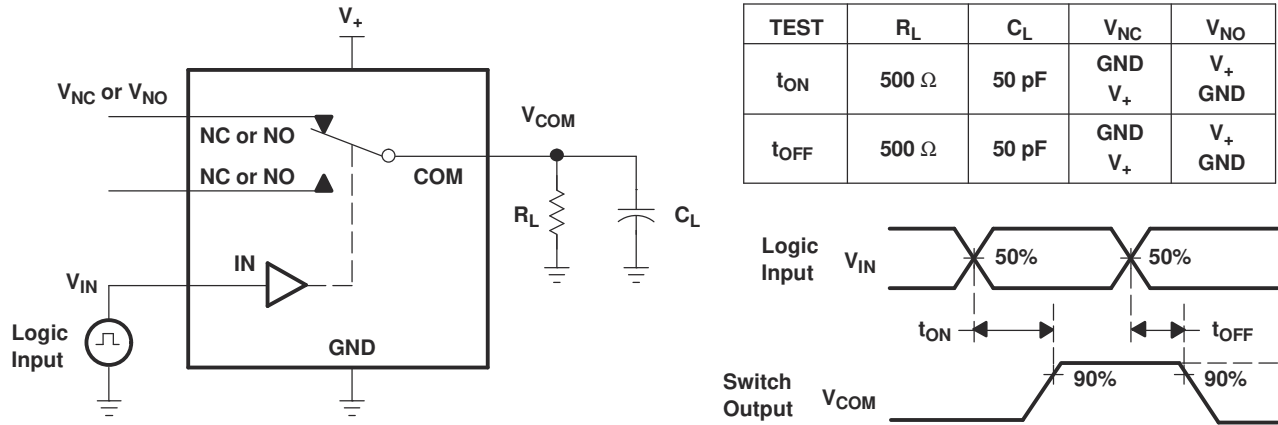 V+
VNC or VNO
NC or NO
NC or NO
VCOM
COM
RL
CL
IN
VIN
Logic
Input
GND
TEST RL CL VNC VNO
tON 500 Ω 50 pF GND V+
V+ GND
tOFF 500 Ω 50 pF GND V+
V+ GND
Logic
Input
VIN
50%
50%
tON
tOFF
Switch
Output
VCOM
90%
90%